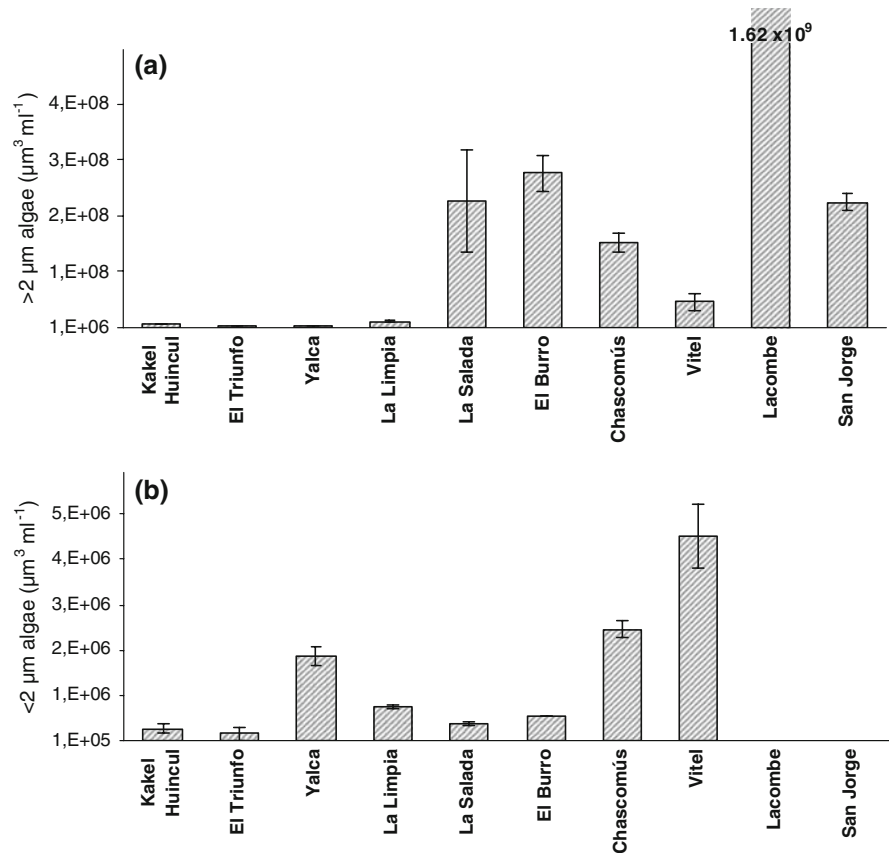 1.62 x10⁹
(a)
4,E+08
3,E+08
2,E+08
1,E+08
1,E+06
>2 µm algae (µm³ ml⁻¹)
Kakel
Huincul
El Triunfo
Yalca
La Limpia
La Salada
El Burro
Chascomús
Vitel
Lacombe
San Jorge
(b)
5,E+06
4,E+06
3,E+06
2,E+06
1,E+06
1,E+05
<2 µm algae (µm³ ml⁻¹)
Kakel
Huincul
El Triunfo
Yalca
La Limpia
La Salada
El Burro
Chascomús
Vitel
Lacombe
San Jorge